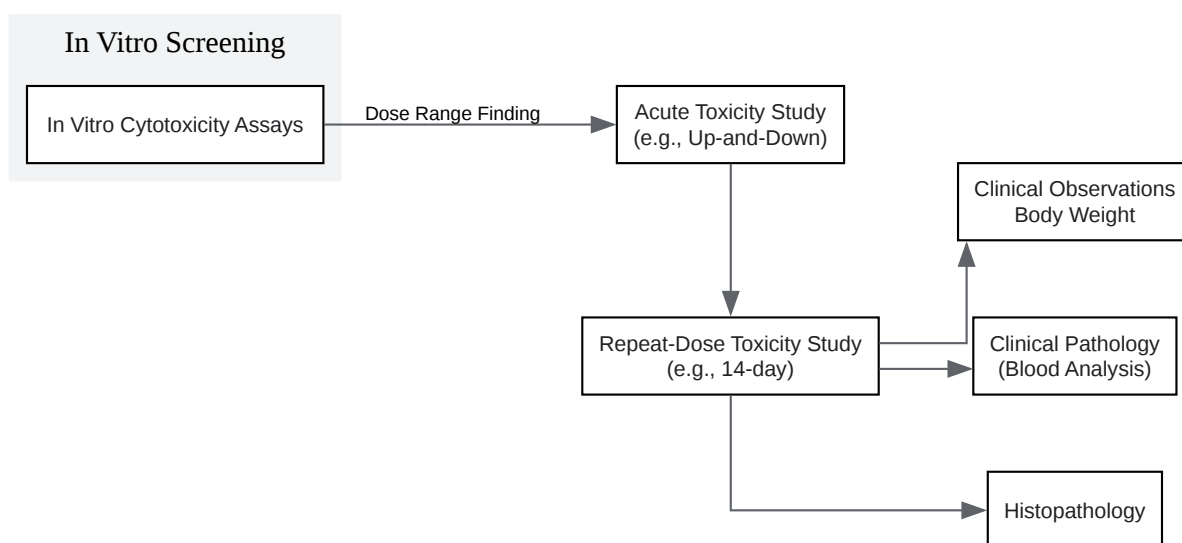 In Vitro Screening
In Vitro Cytotoxicity Assays
Dose Range Finding
Acute Toxicity Study
(e.g., Up-and-Down)
Clinical Observations
Body Weight
Repeat-Dose Toxicity Study
(e.g., 14-day)
Clinical Pathology
(Blood Analysis)
Histopathology